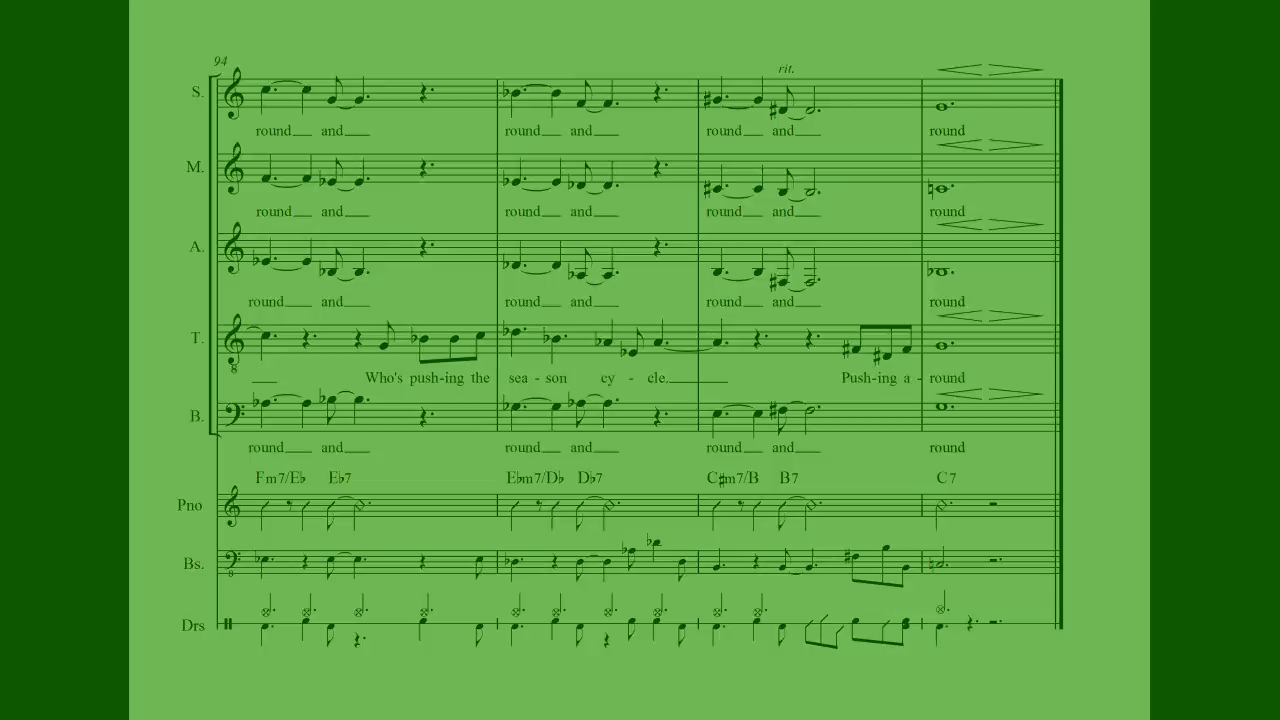 94
rit.
S.
round and round and round and round
M.
round and round and round and round
A.
round and round and round and round
T.
8
Who's push-ing the sea - son cy - cle. Push-ing a - round
B.
round and round and round and round
Fm7/E♭ E♭7 E♭m7/D♭ D♭7 C♯m7/B B7 C7
Pno
Bs.
8
Drs